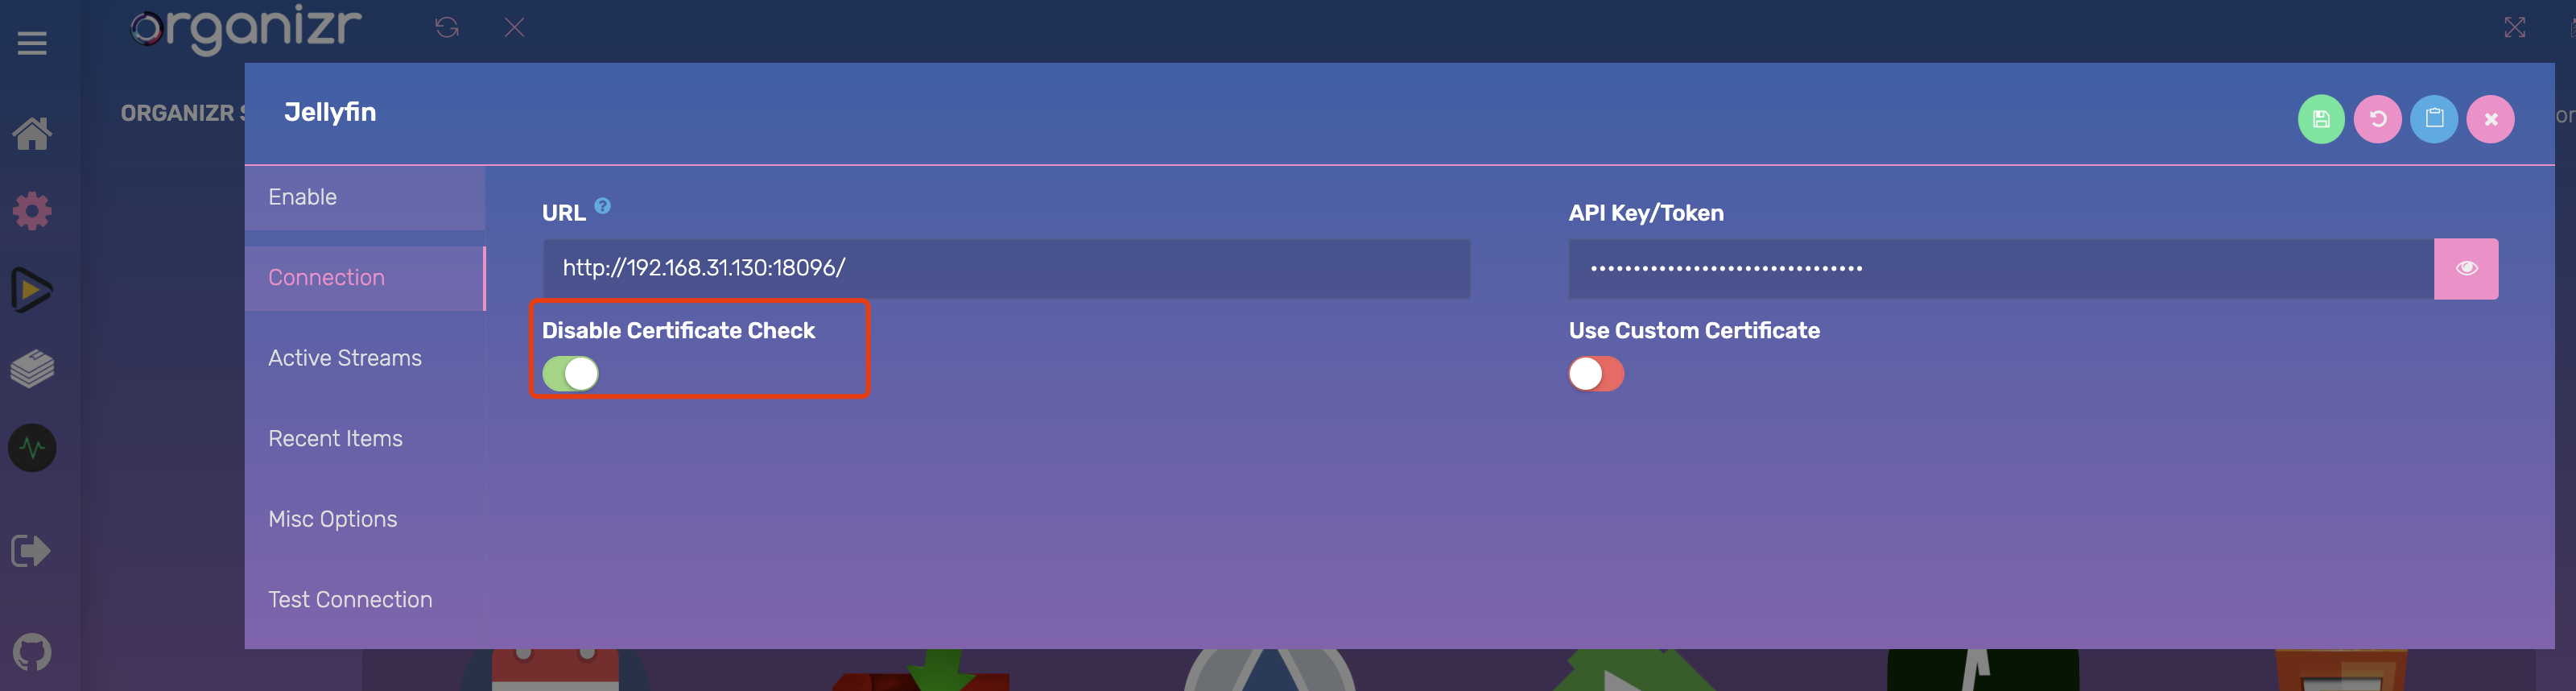 organizr
ORGANIZR S
Jellyfin
or
Enable
Connection
Active Streams
Recent Items
Misc Options
Test Connection
URL ?
http://192.168.31.130:18096/
Disable Certificate Check
API Key/Token
••••••••••••••••••••••••••••••••
Use Custom Certificate